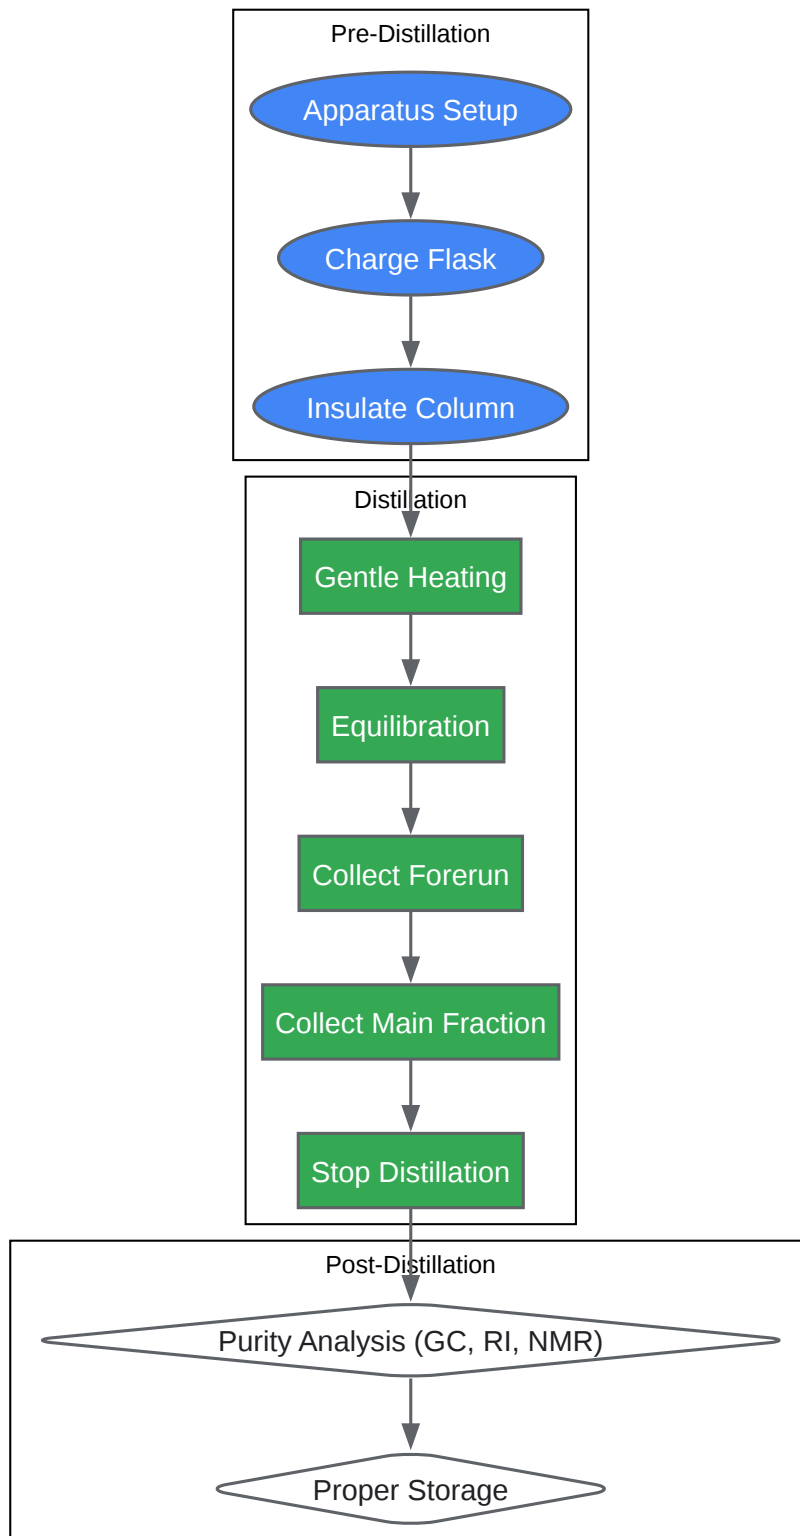 Pre-Distillation
Apparatus Setup
Charge Flask
Insulate Column
Distillation
Gentle Heating
Equilibration
Collect Forerun
Collect Main Fraction
Stop Distillation
Post-Distillation
Purity Analysis (GC, RI, NMR)
Proper Storage